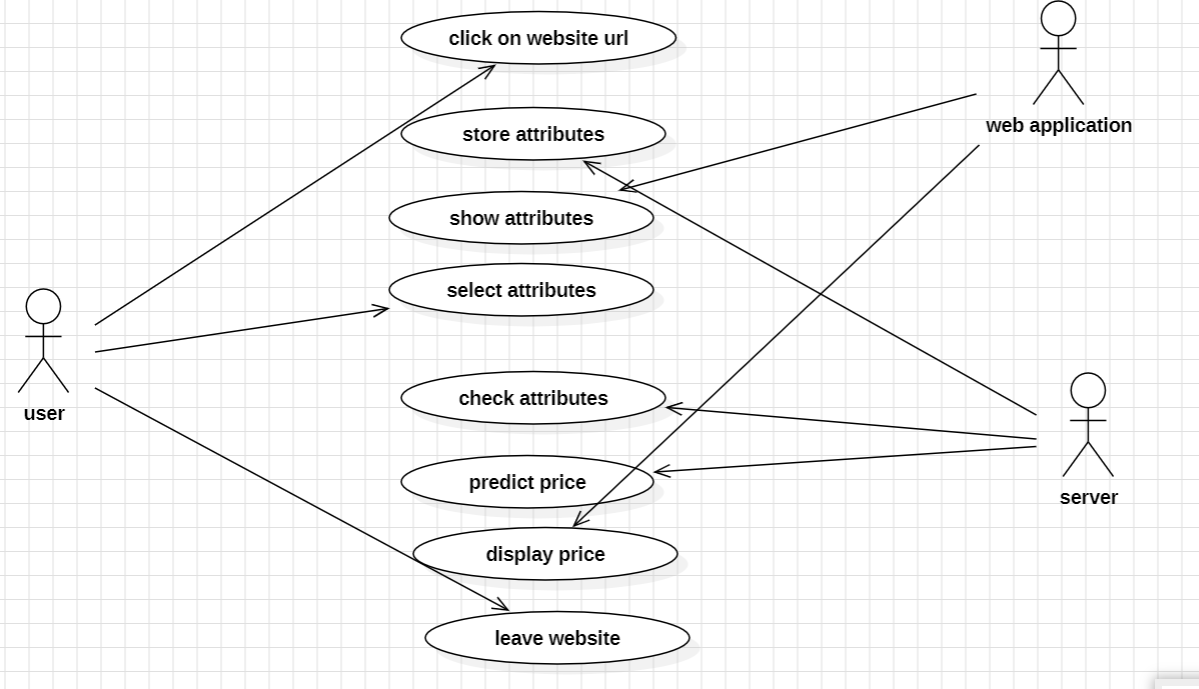 click on website url
web application
store attributes
show attributes
select attributes
check attributes
user
predict price
server
display price
leave website